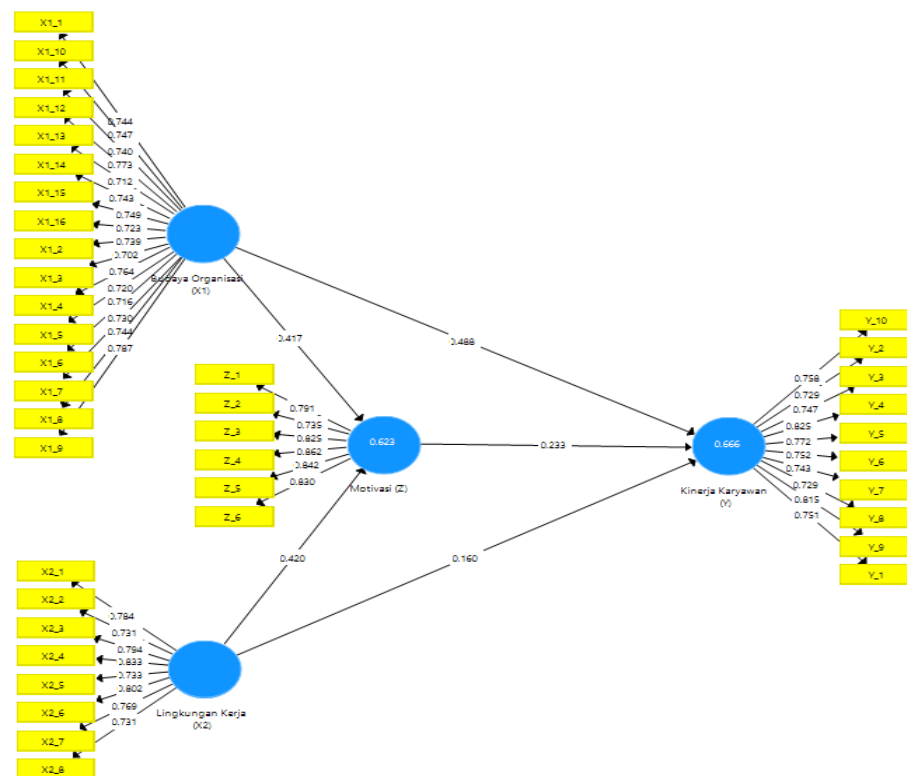 X1_1
X1_10
X1_11
X1_12
X1_13
X1_14
X1_15
X1_16
X1_2
X1_3
X1_4
X1_5
X1_6
X1_7
X1_8
X1_9
0.744
0.747
0.740
0.773
0.712
0.743
0.749
0.723
0.739
0.702
0.764
0.720
0.716
0.730
0.744
0.787
Budaya Organisasi
(X1)
0.417
0.488
Z_1
Z_2
Z_3
Z_4
Z_5
Z_6
0.791
0.735
0.825
0.862
0.842
0.830
0.623
Motivasi (Z)
0.233
0.666
Kinerja Karyawan
(Y)
0.758
0.729
0.747
0.825
0.772
0.752
0.743
0.729
0.815
0.751
Y_10
Y_2
Y_3
Y_4
Y_5
Y_6
Y_7
Y_8
Y_9
Y_1
0.420
0.160
X2_1
X2_2
X2_3
X2_4
X2_5
X2_6
X2_7
X2_8
0.784
0.731
0.794
0.833
0.733
0.802
0.769
0.731
Lingkungan Kerja
(X2)